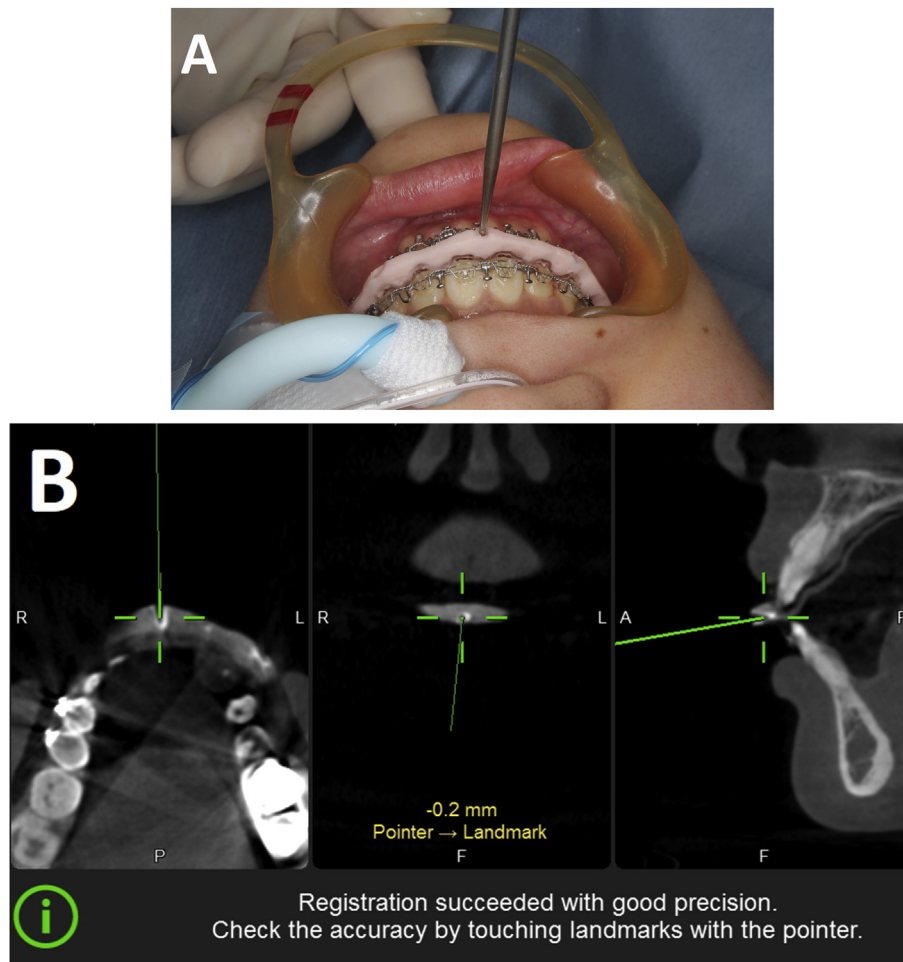 A
B
R
L
R
L
A
P
-0.2 mm
Pointer → Landmark
P
F
F
i
Registration succeeded with good precision.
Check the accuracy by touching landmarks with the pointer.